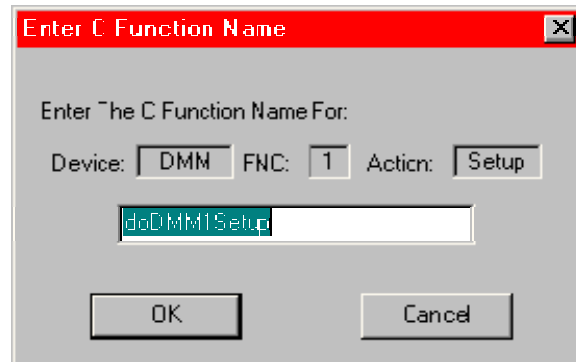 Enter C Function Name
Enter The C Function Name For:
Device: DMM FNC: 1 Action: Setup
doDMM1Setup
OK Cancel